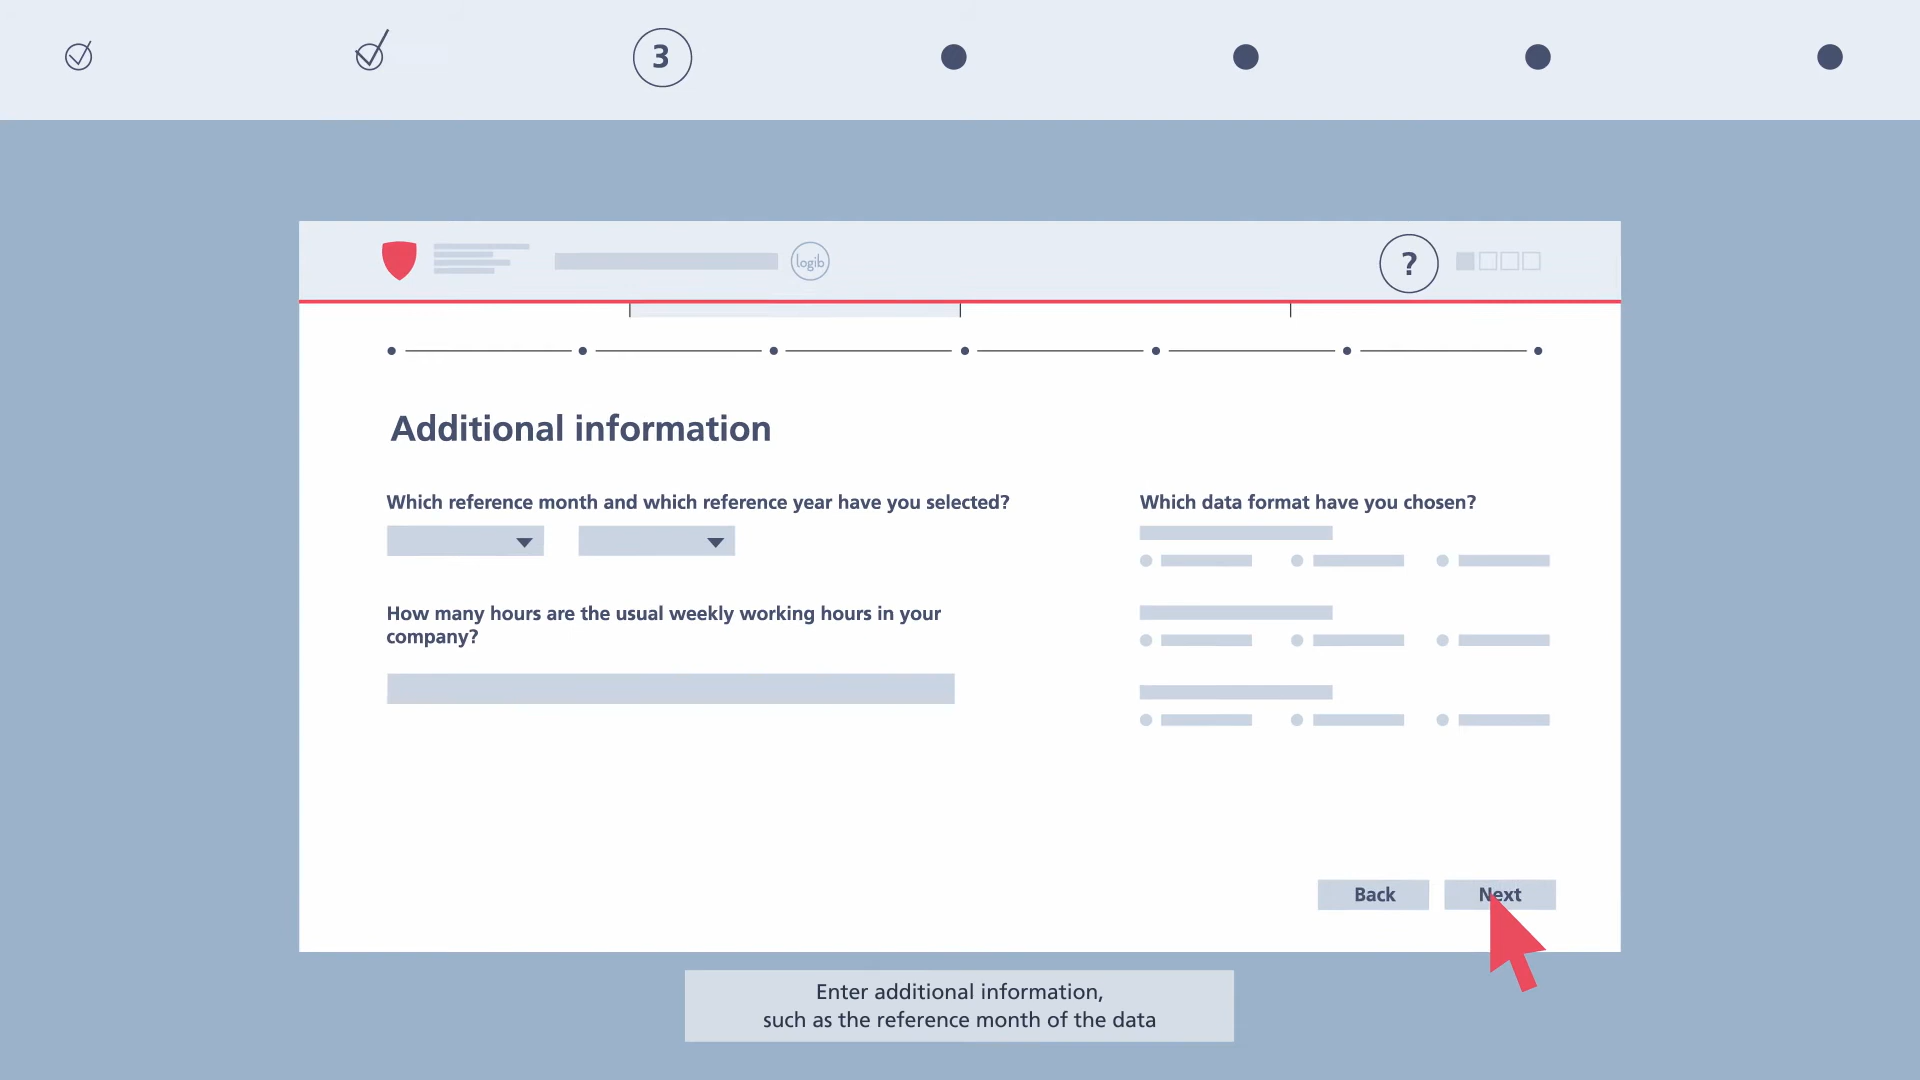 3
logib
?
Additional information
Which reference month and which reference year have you selected?
Which data format have you chosen?
How many hours are the usual weekly working hours in your
company?
Back
Next
Enter additional information,
such as the reference month of the data